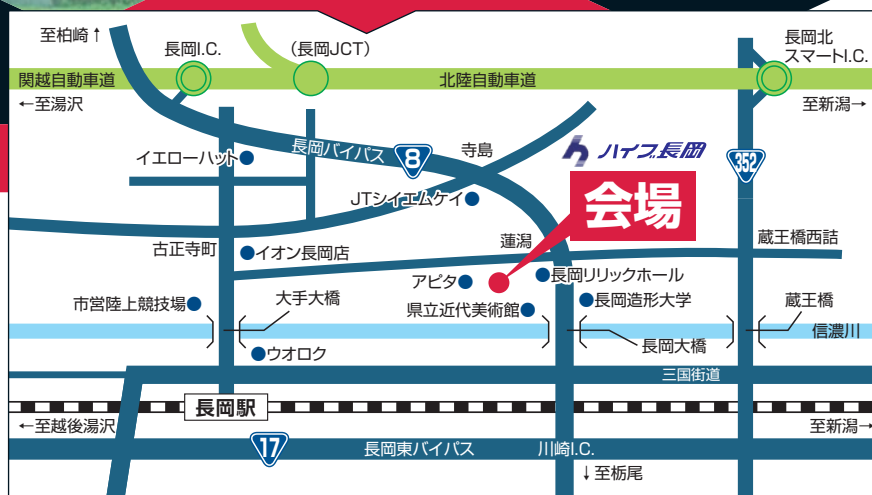 至柏崎↑
長岡I.C.
（長岡JCT）
長岡北
スマートI.C.
関越自動車道
北陸自動車道
←至湯沢
至新潟→
長岡バイパス
8
寺島
ハイブ長岡
352
イエローハット
JTシイエムケイ
会場
古正寺町
イオン長岡店
蓮潟
蔵王橋西詰
アピタ
長岡リリックホール
市営陸上競技場
大手大橋
県立近代美術館
長岡造形大学
蔵王橋
信濃川
長岡大橋
ウオロク
三国街道
長岡駅
←至越後湯沢
至新潟→
17
長岡東バイパス
川崎I.C.
↓至栃尾